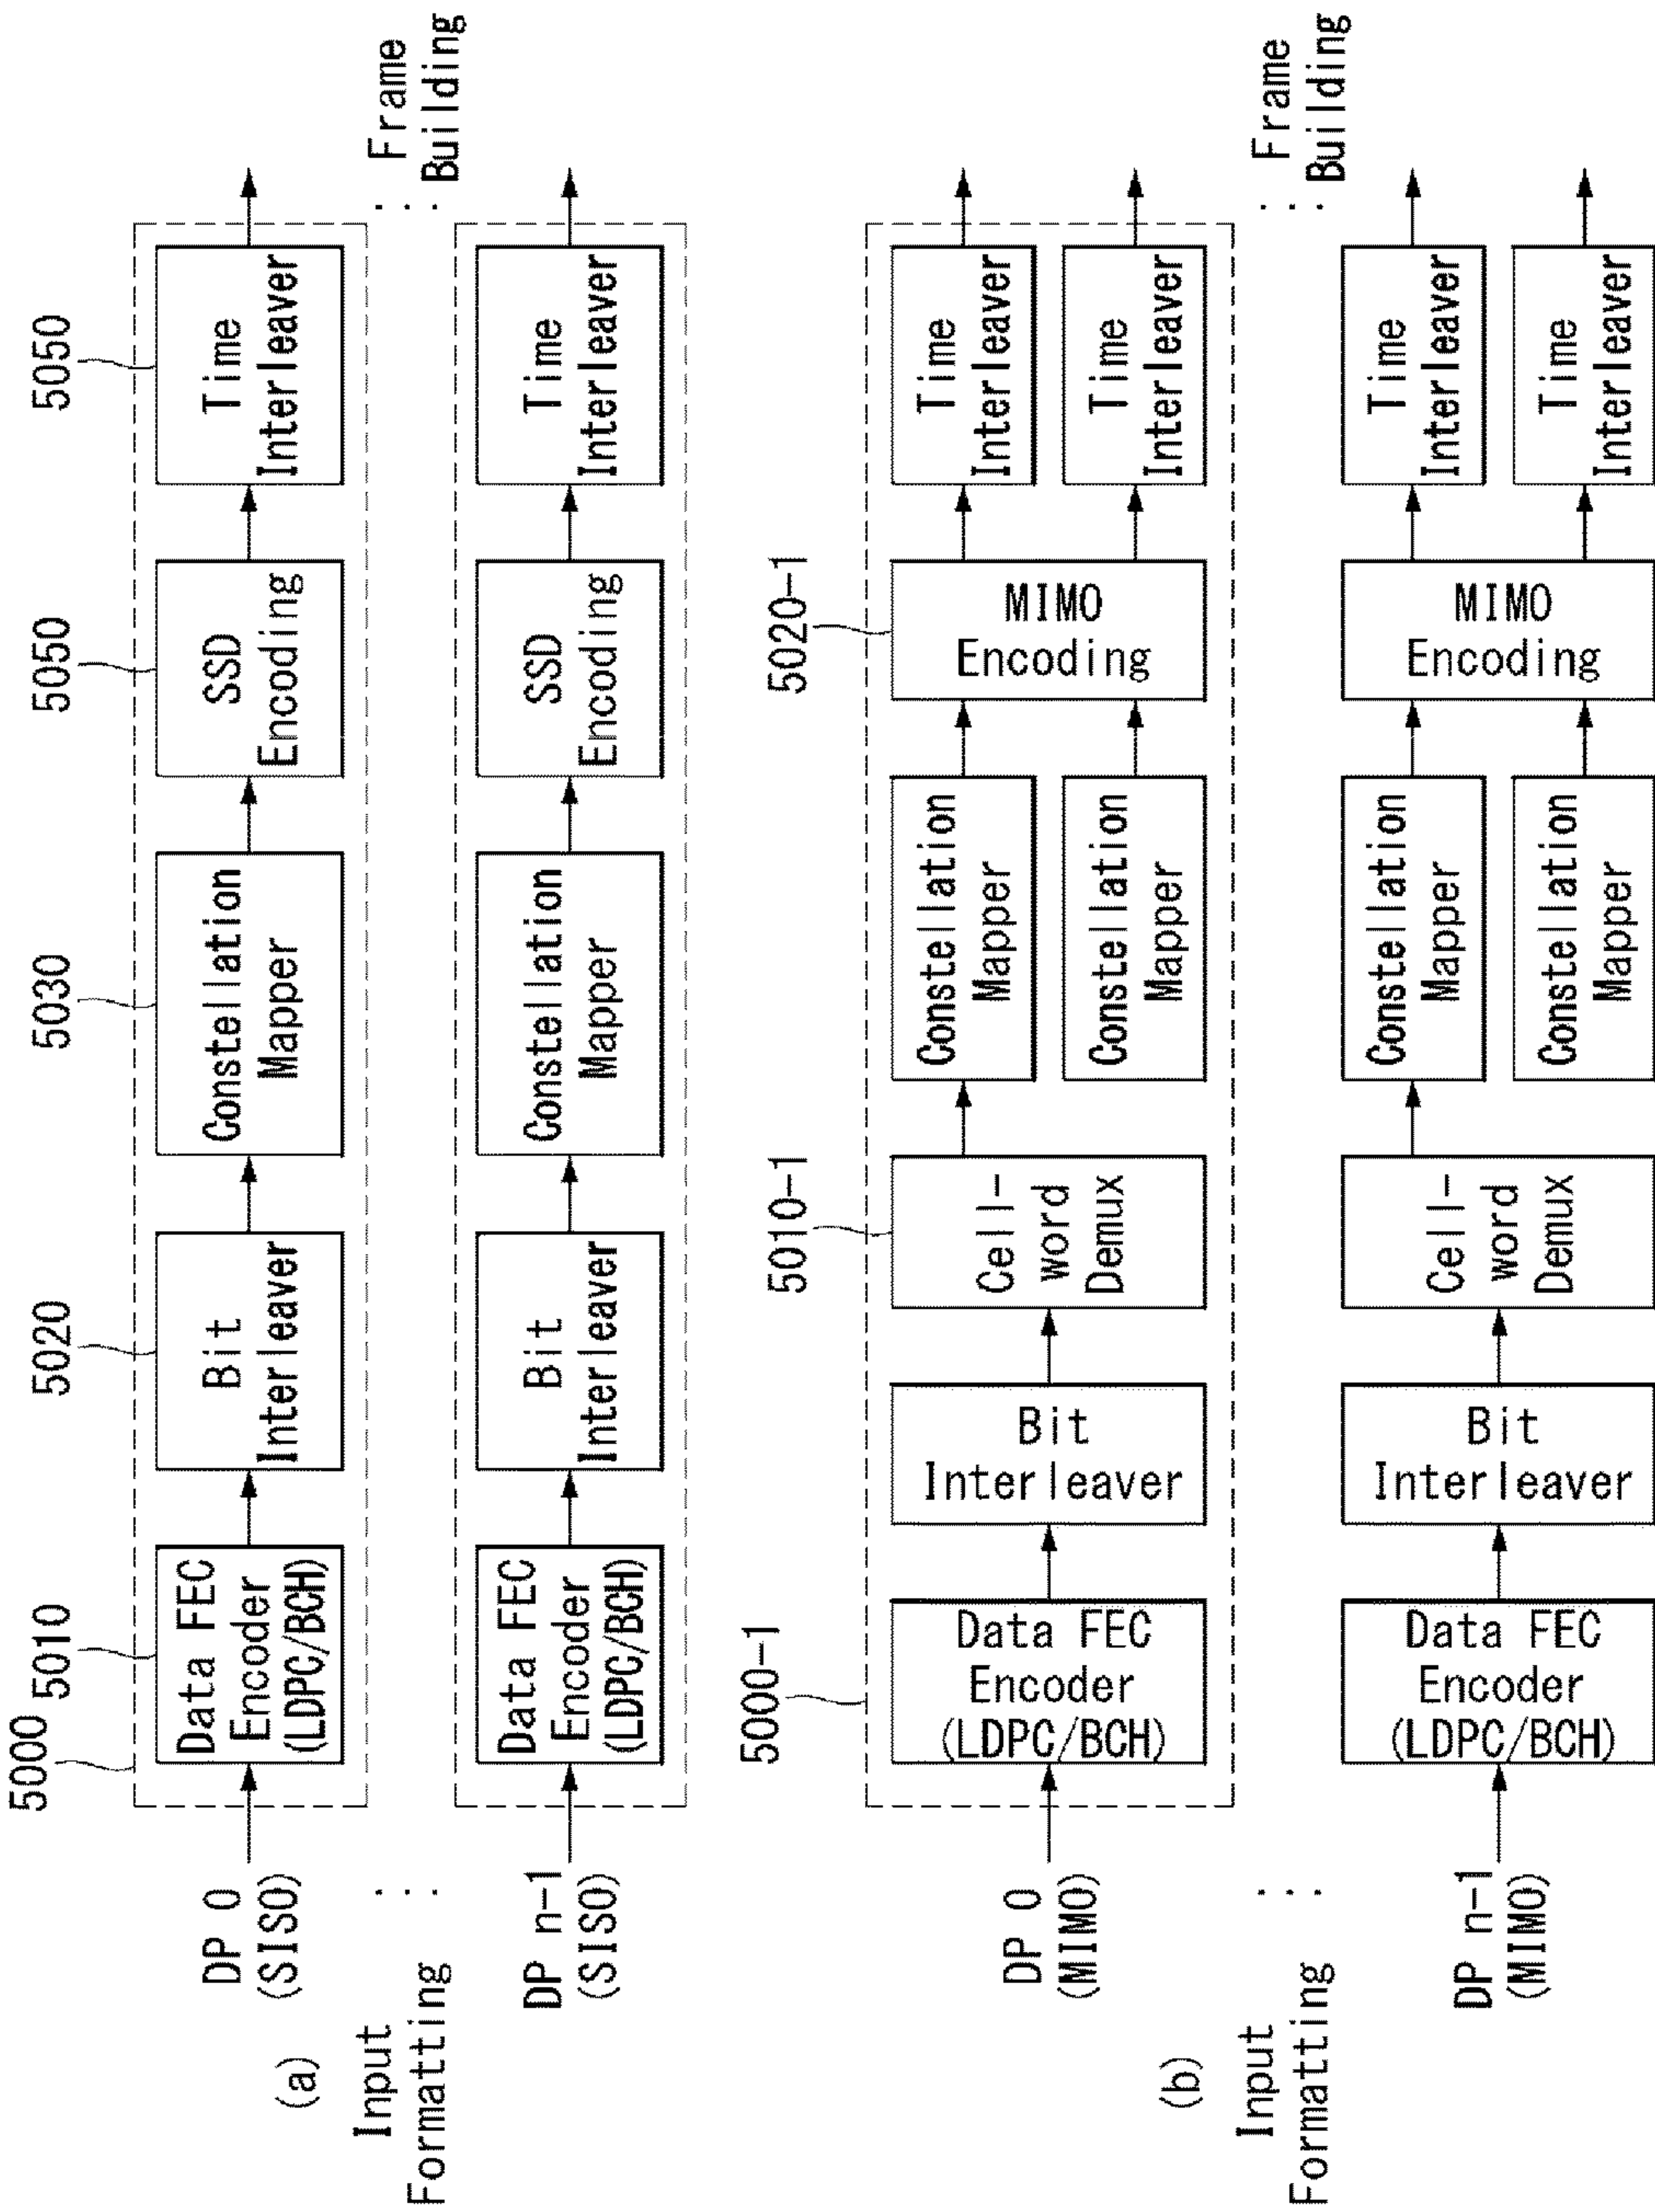 (a)
Input
Formatting
DP 0
(SISO)
⋮
DP n-1
(SISO)
5000
5010
Data FEC
Encoder
(LDPC/BCH)
5020
Bit
Interleaver
5030
Constellation
Mapper
5050
SSD
Encoding
5050
Time
Interleaver
Data FEC
Encoder
(LDPC/BCH)
Bit
Interleaver
Constellation
Mapper
SSD
Encoding
Time
Interleaver
⋮
Frame
Building
(b)
Input
Formatting
DP 0
(MIMO)
⋮
DP n-1
(MIMO)
5000-1
Data FEC
Encoder
(LDPC/BCH)
Bit
Interleaver
5010-1
Cell-
word
Demux
Constellation
Mapper
Constellation
Mapper
5020-1
MIMO
Encoding
Time
Interleaver
Time
Interleaver
Data FEC
Encoder
(LDPC/BCH)
Bit
Interleaver
Cell-
word
Demux
Constellation
Mapper
Constellation
Mapper
MIMO
Encoding
Time
Interleaver
Time
Interleaver
⋮
Frame
Building